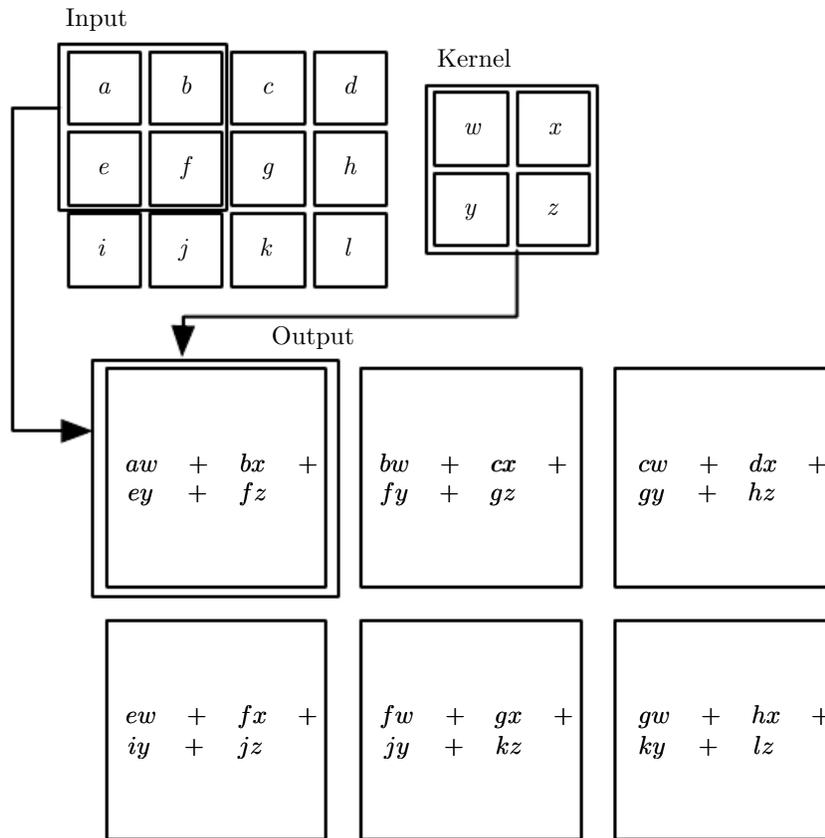 Input
Kernel
a b c d
w x
e f g h
y z
i j k l
Output
aw + bx +
ey + fz
bw + cx +
fy + gz
cw + dx +
gy + hz
ew + fx +
iy + jz
fw + gx +
jy + kz
gw + hx +
ky + lz